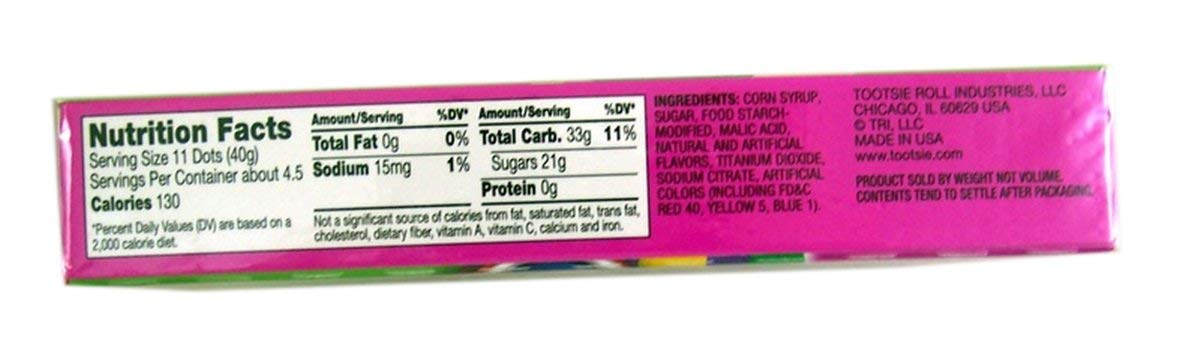 Nutrition Facts
Serving Size 11 Dots (40g)
Servings Per Container about 4.5
Calories 130
*Percent Daily Values (DV) are based on a
2,000 calorie diet.
Amount/Serving %DV*
Total Fat 0g 0%
Sodium 15mg 1%
Amount/Serving %DV*
Total Carb. 33g 11%
Sugars 21g
Protein 0g
Not a significant source of calories from fat, saturated fat, trans fat,
cholesterol, dietary fiber, vitamin A, vitamin C, calcium and iron.
INGREDIENTS: CORN SYRUP,
SUGAR, FOOD STARCH-
MODIFIED, MALIC ACID,
NATURAL AND ARTIFICIAL
FLAVORS, TITANIUM DIOXIDE,
SODIUM CITRATE, ARTIFICIAL
COLORS (INCLUDING FD&C
RED 40, YELLOW 5, BLUE 1).
TOOTSIE ROLL INDUSTRIES, LLC
CHICAGO, IL 60629 USA
© TRI, LLC
MADE IN USA
www.tootsie.com
PRODUCT SOLD BY WEIGHT NOT VOLUME.
CONTENTS TEND TO SETTLE AFTER PACKAGING.